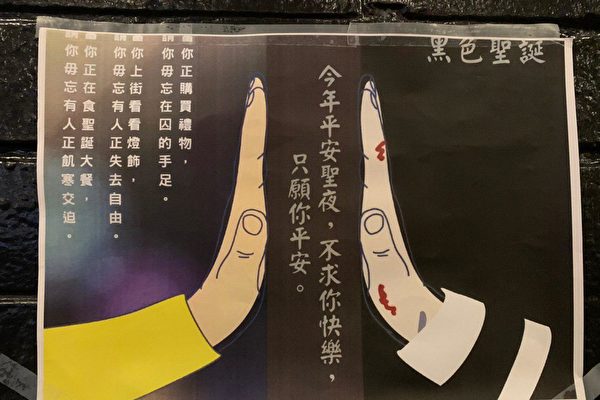 黑色聖誕
今年平安聖夜，不求你快樂，
只願你平安。
當你正購買禮物，
請你毋忘在囚的手足。
當你上街看看燈飾，
請你毋忘有人正失去自由。
當你正在食聖誕大餐，
請你毋忘有人正飢寒交迫。